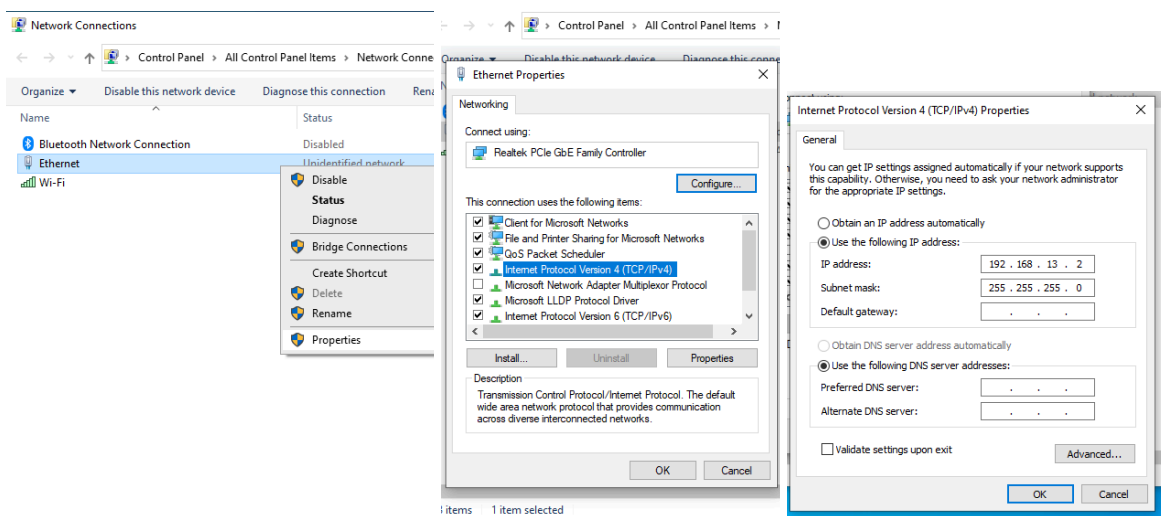 Network Connections
Control Panel > All Control Panel Items > Network Conne
Organize Disable this network device Diagnose this connection Rena
Name Status
Bluetooth Network Connection Disabled
Ethernet Unidentified network
Wi-Fi
Disable
Status
Diagnose
Bridge Connections
Create Shortcut
Delete
Rename
Properties
Control Panel > All Control Panel Items >
Organize Disable this network device Diagnose this conne
Ethernet Properties
Networking
Connect using:
Realtek PCIe GbE Family Controller
Configure...
This connection uses the following items:
Client for Microsoft Networks
File and Printer Sharing for Microsoft Networks
QoS Packet Scheduler
Internet Protocol Version 4 (TCP/IPv4)
Microsoft Network Adapter Multiplexor Protocol
Microsoft LLDP Protocol Driver
Internet Protocol Version 6 (TCP/IPv6)
Install... Uninstall Properties
Description
Transmission Control Protocol/Internet Protocol. The default
wide area network protocol that provides communication
across diverse interconnected networks.
OK Cancel
items 1 item selected
Internet Protocol Version 4 (TCP/IPv4) Properties
General
You can get IP settings assigned automatically if your network supports
this capability. Otherwise, you need to ask your network administrator
for the appropriate IP settings.
Obtain an IP address automatically
Use the following IP address:
IP address: 192 . 168 . 13 . 2
Subnet mask: 255 . 255 . 255 . 0
Default gateway: . . .
Obtain DNS server address automatically
Use the following DNS server addresses:
Preferred DNS server: . . .
Alternate DNS server: . . .
Validate settings upon exit
Advanced...
OK Cancel